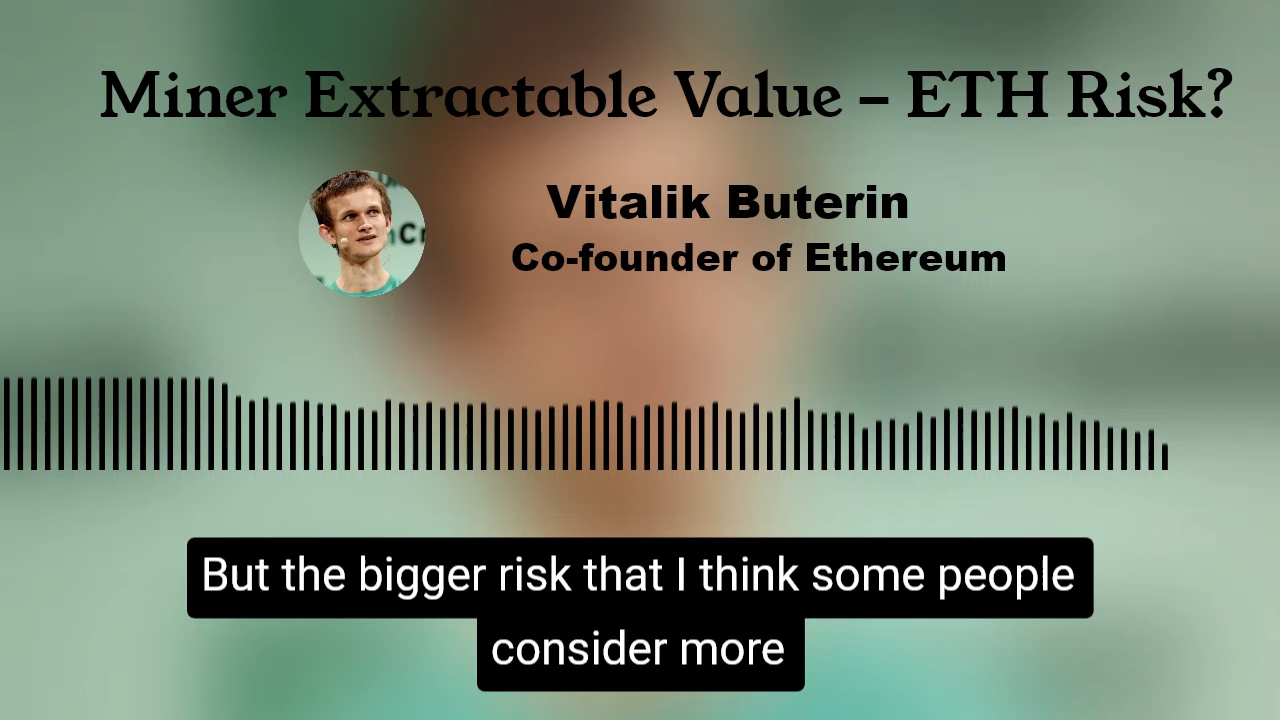 Miner Extractable Value – ETH Risk?
Vitalik Buterin
Co-founder of Ethereum
But the bigger risk that I think some people
consider more